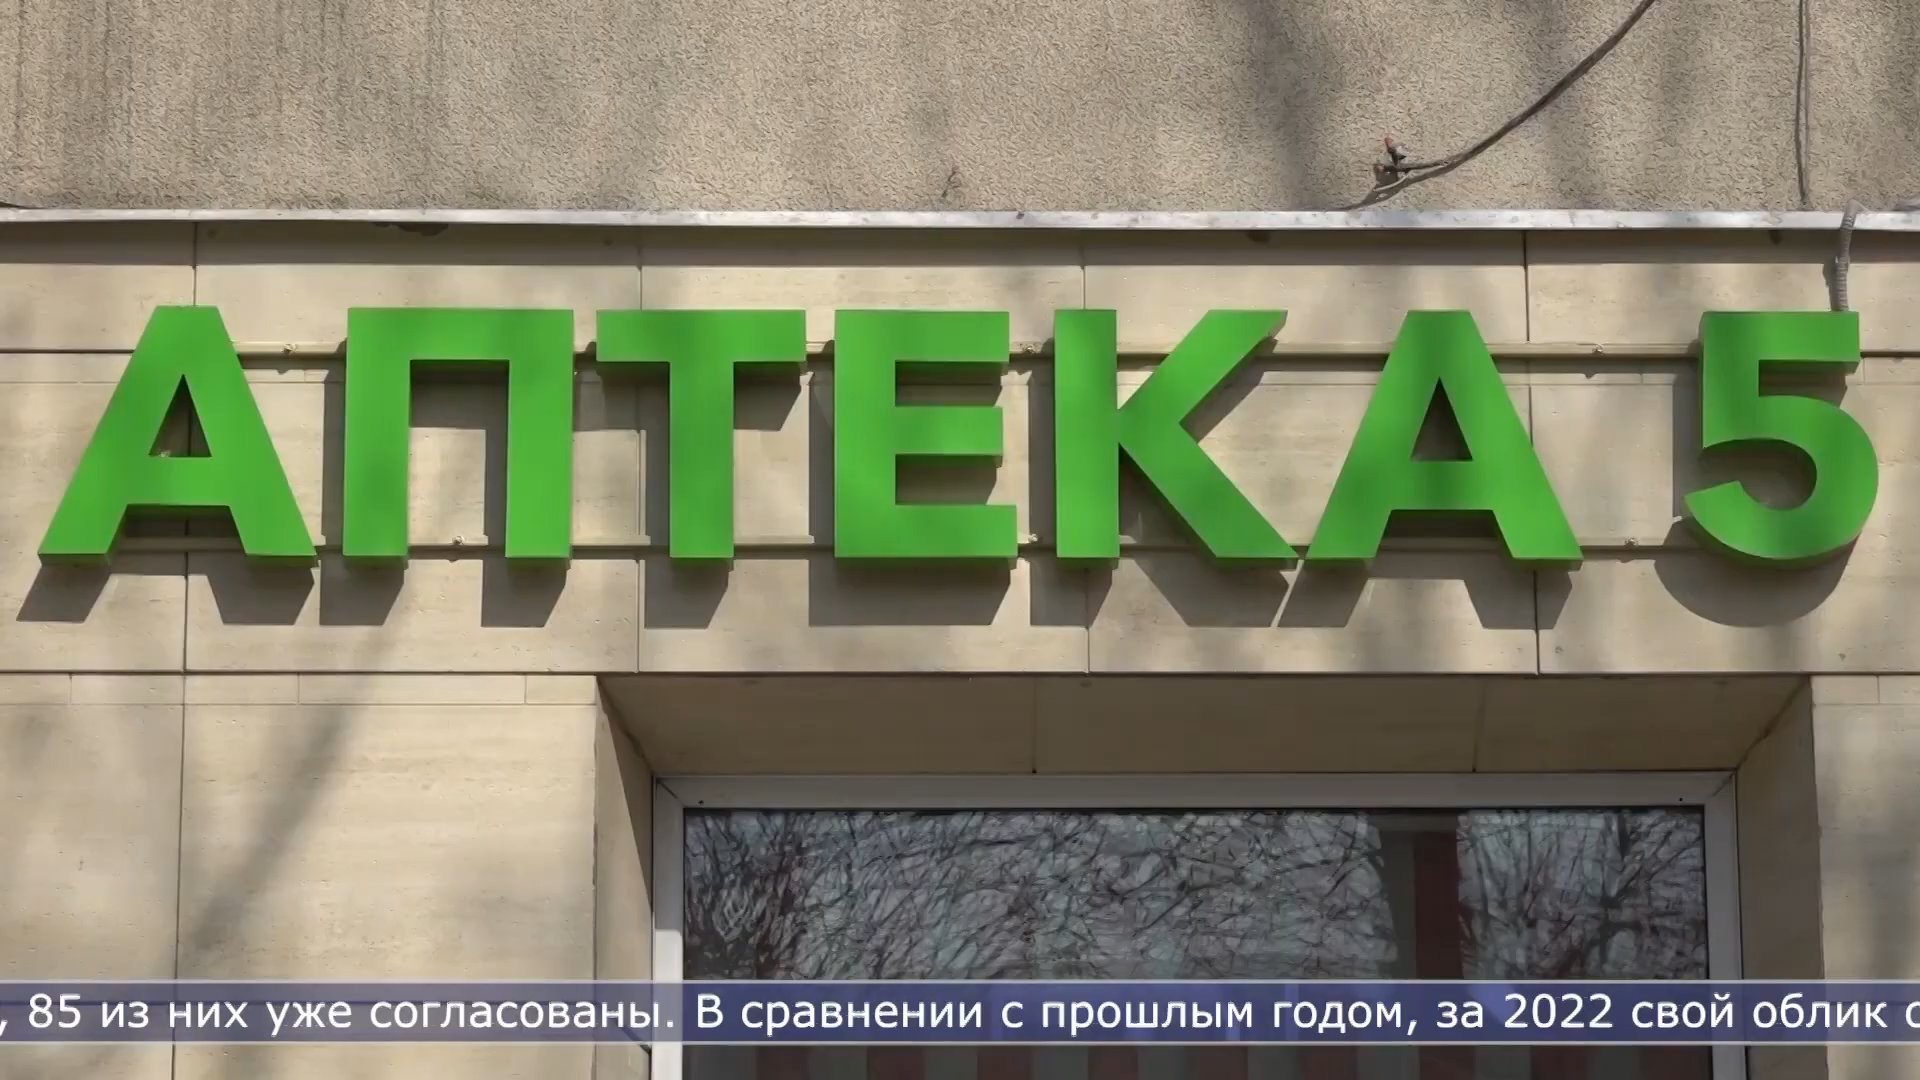 АПТЕКА 5
, 85 из них уже согласованы. В сравнении с прошлым годом, за 2022 свой облик